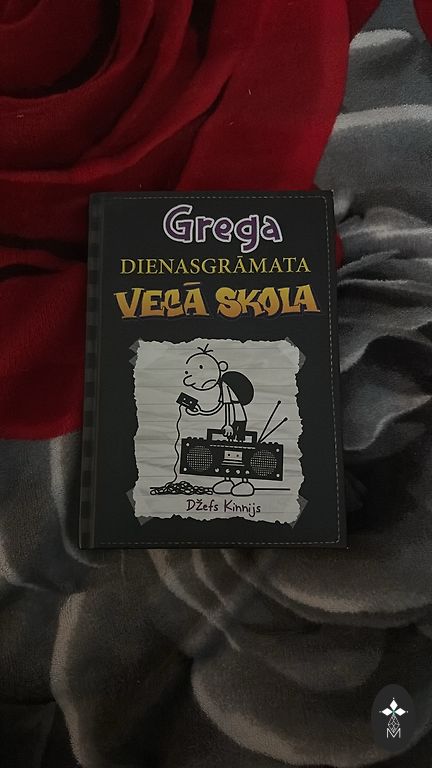 Grega
DIENASGRĀMATA
VECĀ SKOLA
Džefs Kinnijs